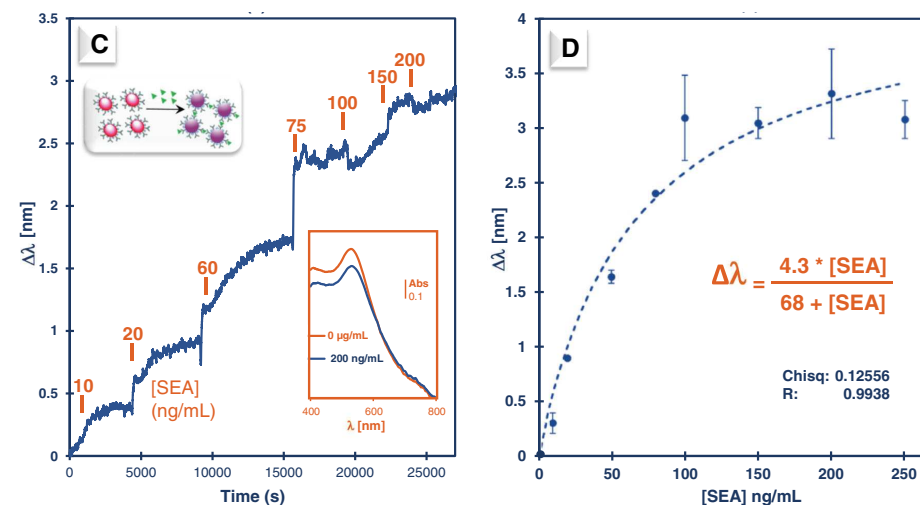 C
3.5
3
2.5
2
1.5
1
0.5
0
Δλ [nm]
10
20
60
75
100
150
200
[SEA]
(ng/mL)
Abs
0.1
0 µg/mL
200 ng/mL
400 600 800
λ [nm]
0 5000 10000 15000 20000 25000
Time (s)
D
4
3.5
3
2.5
2
1.5
1
0.5
0
Δλ [nm]
Δλ = 4.3 * [SEA]
68 + [SEA]
Chisq: 0.12556
R: 0.9938
0 50 100 150 200 250
[SEA] ng/mL